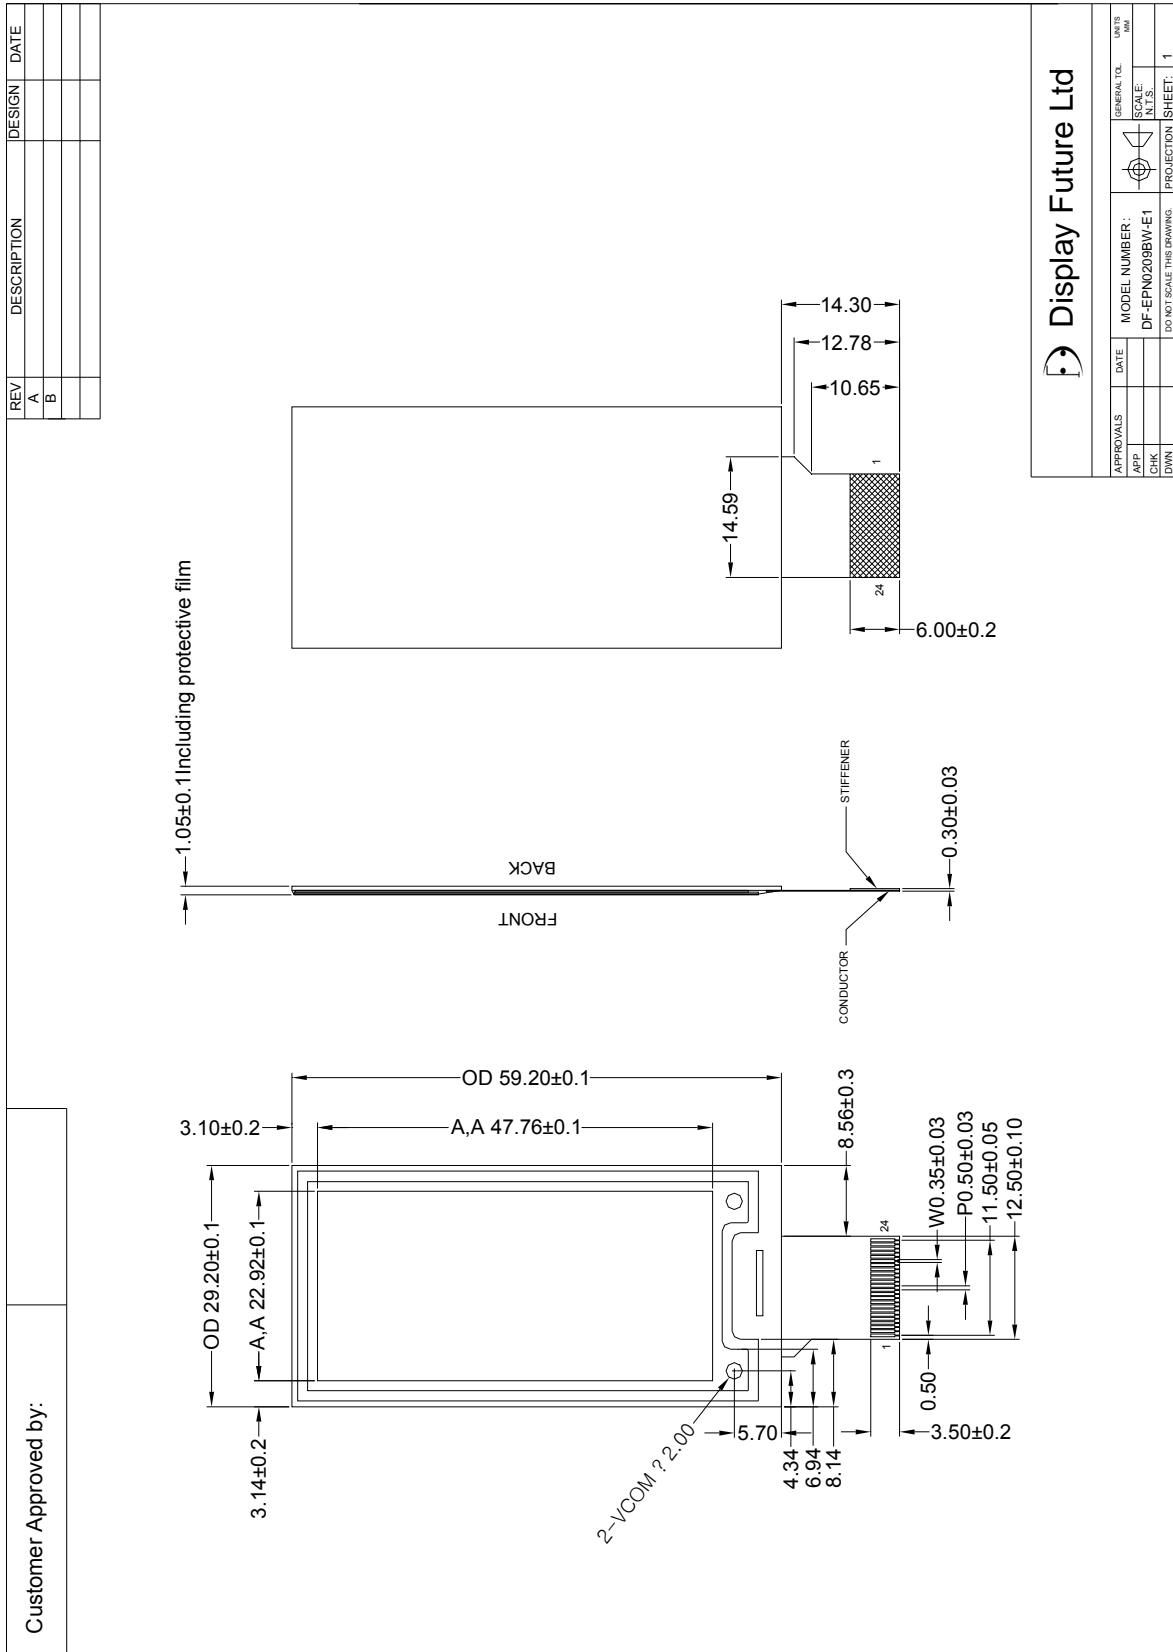 Customer Approved by:
REV DESCRIPTION DESIGN DATE
A
B
1.05±0.1Including protective film
OD 59.20±0.1
A,A 47.76±0.1
3.10±0.2
OD 29.20±0.1
A,A 22.92±0.1
3.14±0.2
2-VCOM ? 2.00
5.70
4.34
6.94
8.14
8.56±0.3
1
24
0.50
3.50±0.2
W0.35±0.03
P0.50±0.03
11.50±0.05
12.50±0.10
FRONT
BACK
STIFFENER
CONDUCTOR
0.30±0.03
14.59
14.30
12.78
10.65
24
1
6.00±0.2
Display Future Ltd
APPROVALS DATE
APP
CHK
DWN
MODEL NUMBER :
DF-EPN0209BW-E1
DO NOT SCALE THIS DRAWING.
PROJECTION
GENERAL TOL.
UNITS
MM
SCALE:
N.T.S.
SHEET: 1